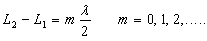 L₂ − L₁ = m λ/2 m = 0, 1, 2,.....